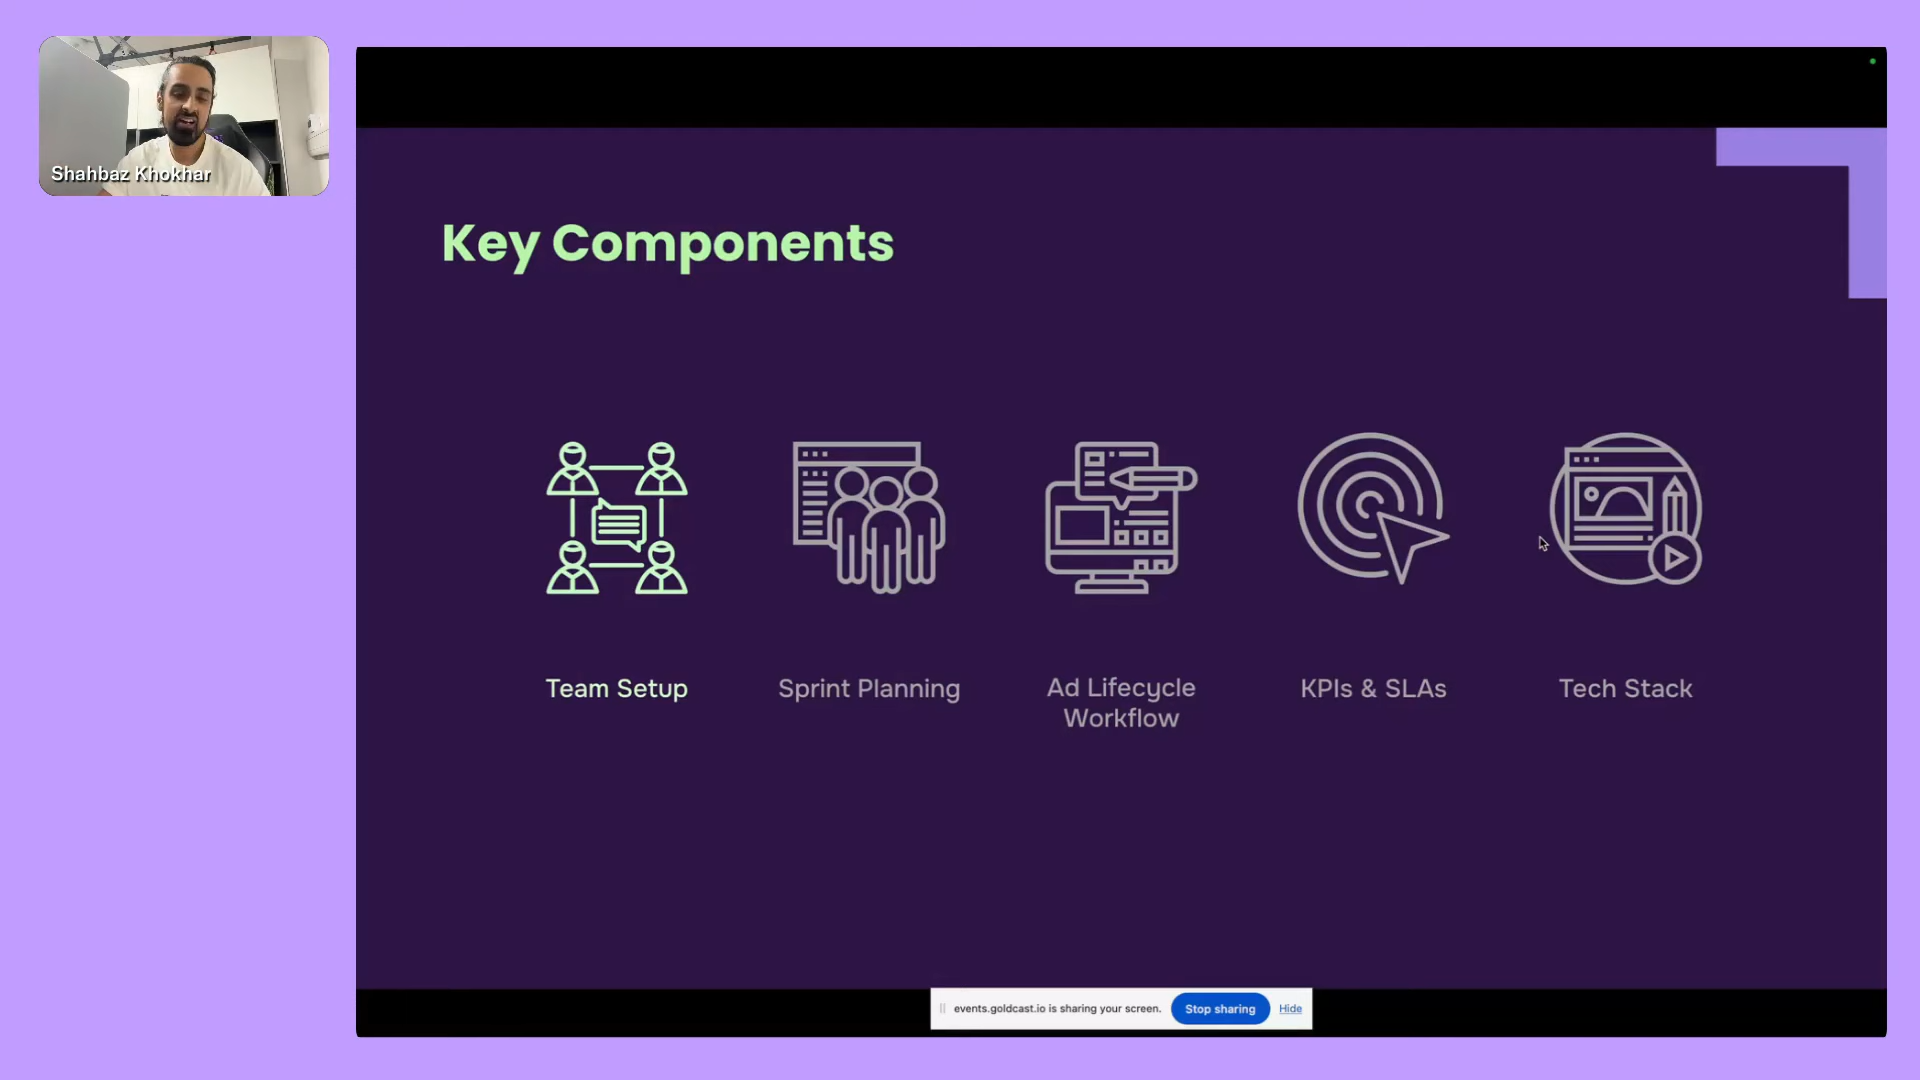 Shahbaz Khokhar
Key Components
Team Setup
Sprint Planning
Ad Lifecycle
Workflow
KPIs & SLAs
Tech Stack
events.goldcast.io is sharing your screen.
Stop sharing
Hide